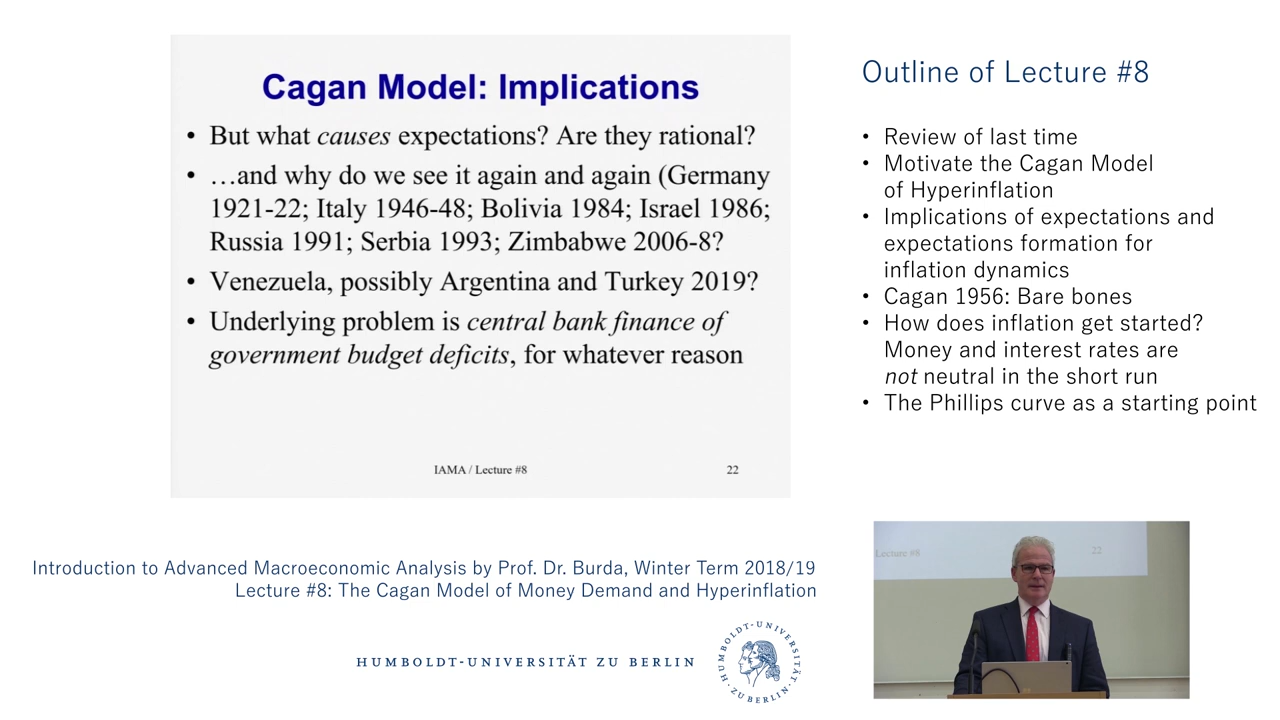 Cagan Model: Implications
• But what causes expectations? Are they rational?
• …and why do we see it again and again (Germany
1921-22; Italy 1946-48; Bolivia 1984; Israel 1986;
Russia 1991; Serbia 1993; Zimbabwe 2006-8?
• Venezuela, possibly Argentina and Turkey 2019?
• Underlying problem is central bank finance of
government budget deficits, for whatever reason
IAMA / Lecture #8
22
Outline of Lecture #8
• Review of last time
• Motivate the Cagan Model
of Hyperinflation
• Implications of expectations and
expectations formation for
inflation dynamics
• Cagan 1956: Bare bones
• How does inflation get started?
Money and interest rates are
not neutral in the short run
• The Phillips curve as a starting point
Lecture #8
22
Introduction to Advanced Macroeconomic Analysis by Prof. Dr. Burda, Winter Term 2018/19
Lecture #8: The Cagan Model of Money Demand and Hyperinflation
HUMBOLDT-UNIVERSITÄT ZU BERLIN
HUMBOLDT-UNIVERSITÄT
ZU BERLIN